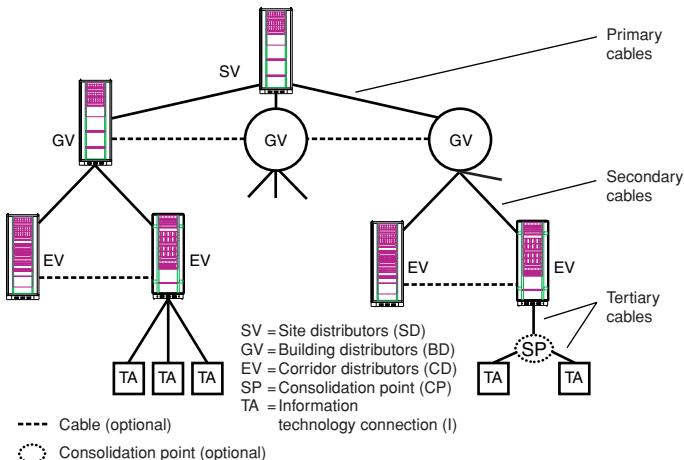 Primary
cables
SV
GV
GV
GV
Secondary
cables
EV
EV
EV
EV
Tertiary
cables
SP
TA
TA
TA
TA
TA
SV = Site distributors (SD)
GV = Building distributors (BD)
EV = Corridor distributors (CD)
SP = Consolidation point (CP)
TA = Information
technology connection (I)
Cable (optional)
Consolidation point (optional)